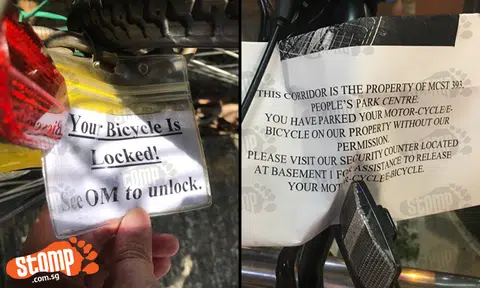 STOMP
Your Bicycle Is
Locked!
See OM to unlock.
STOMP
.com.sg
THIS CORRIDOR IS THE PROPERTY OF MCST 393,
PEOPLE'S PARK CENTRE.
YOU HAVE PARKED YOUR MOTOR-CYCLE/E-
BICYCLE ON OUR PROPERTY WITHOUT OUR
PERMISSION.
PLEASE VISIT OUR SECURITY COUNTER LOCATED
AT BASEMENT 1 FOR ASSISTANCE TO RELEASE
YOUR MOTOR-CYCLE/E-BICYCLE.